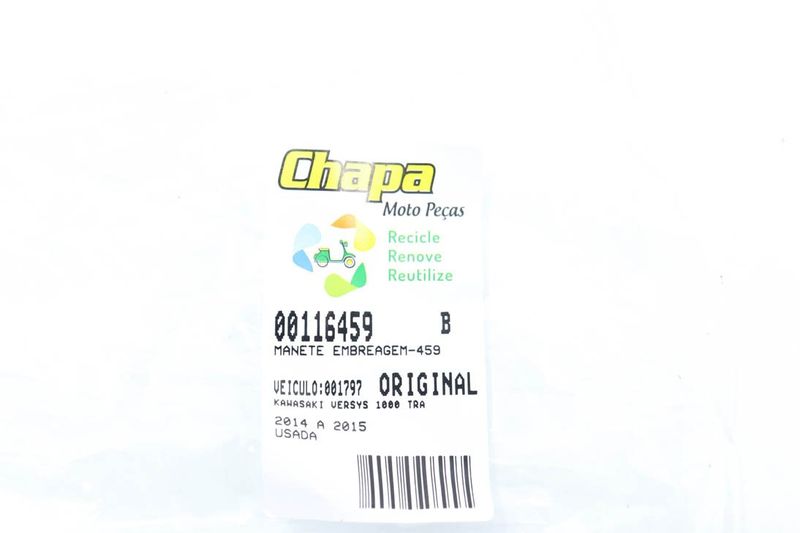 Chapa
Moto Peças
Recicle
Renove
Reutilize
00116459 B
MANETE EMBREAGEM-459
VEICULO:001797 ORIGINAL
KAWASAKI VERSYS 1000 TRA
2014 A 2015
USADA